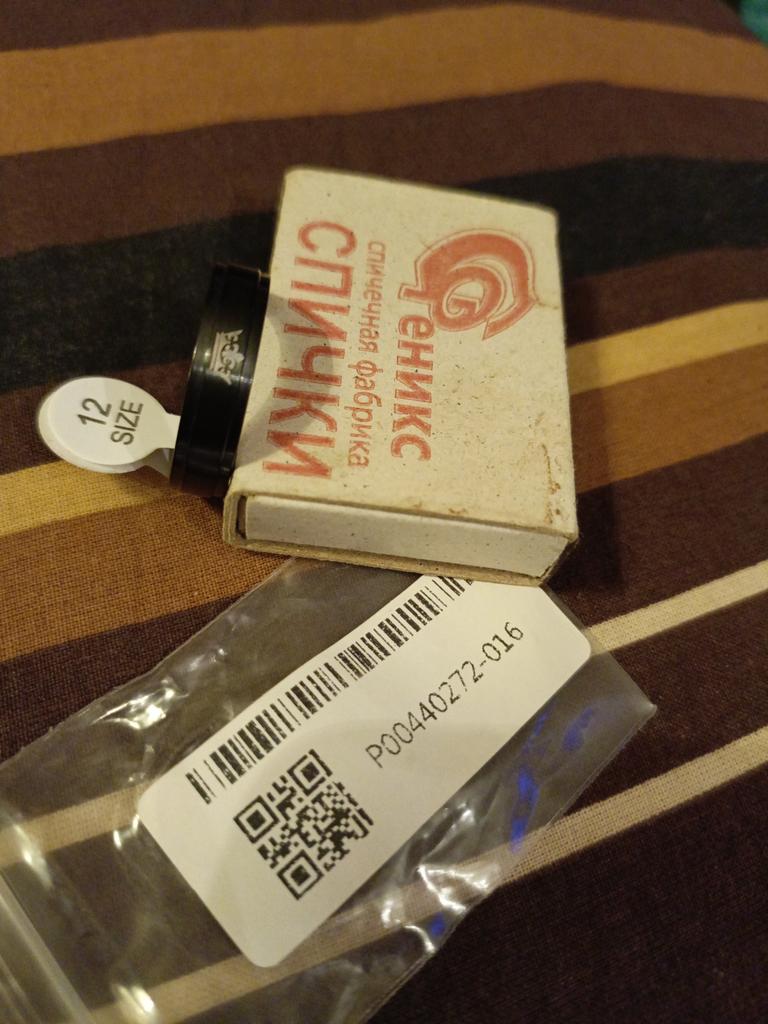 Феникс
спичечная фабрика
СПИЧКИ
12
SIZE
P00440272-016